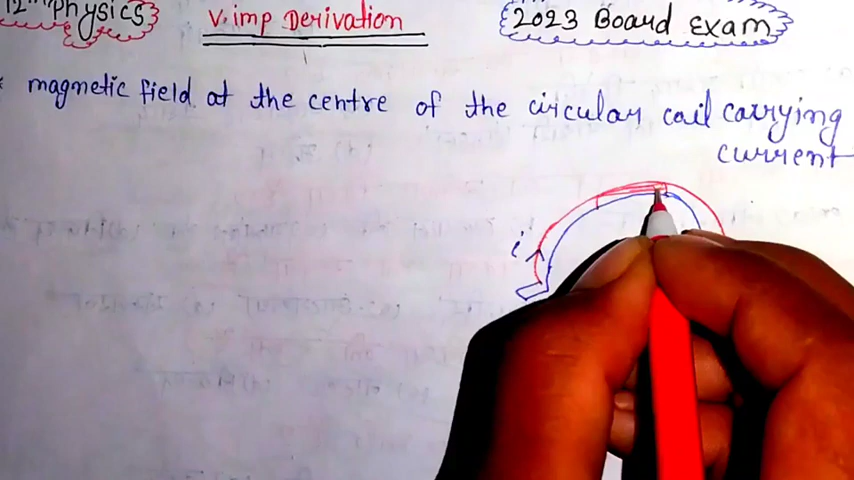 12th Physics V.imp Derivation 2023 Board Exam
magnetic field at the centre of the circular coil carrying
current
i